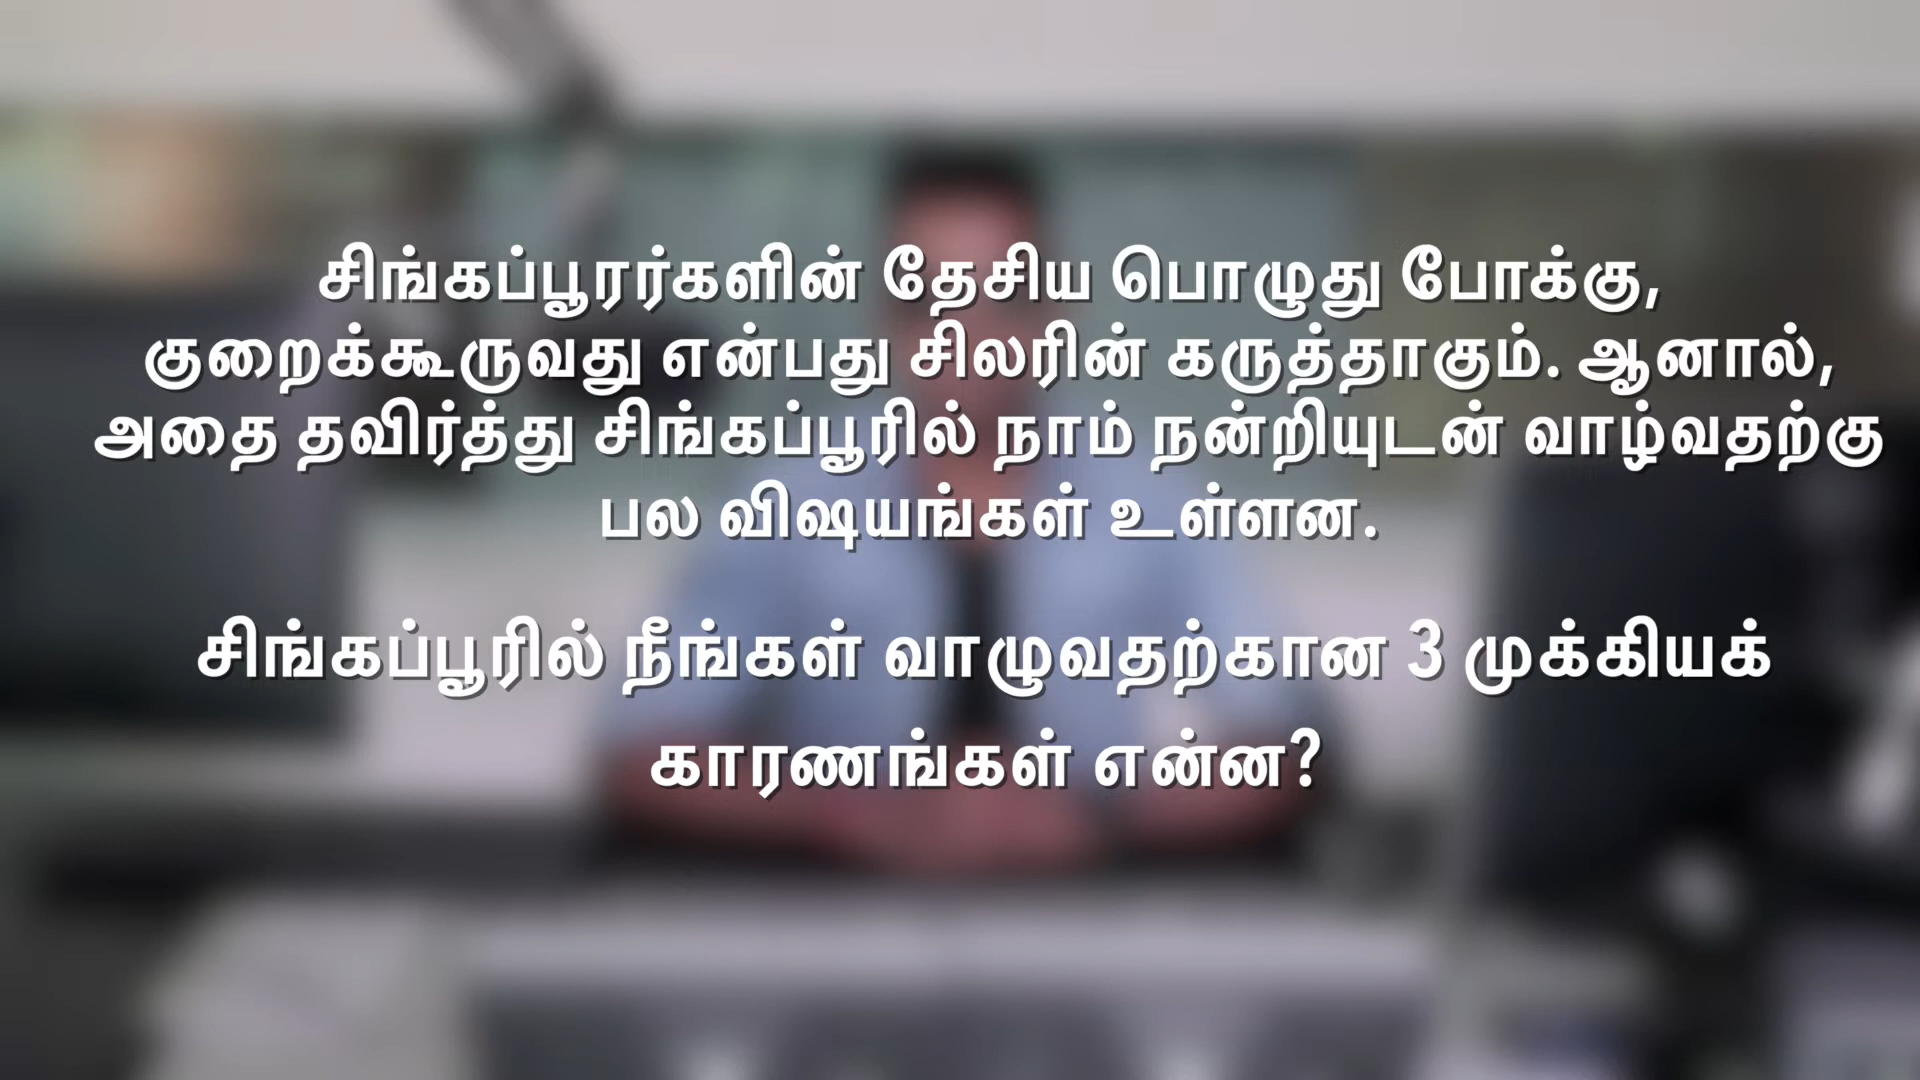 சிங்கப்பூரர்களின் தேசிய பொழுது போக்கு,
குறைக்கூருவது என்பது சிலரின் கருத்தாகும். ஆனால்,
அதை தவிர்த்து சிங்கப்பூரில் நாம் நன்றியுடன் வாழ்வதற்கு
பல விஷயங்கள் உள்ளன.
சிங்கப்பூரில் நீங்கள் வாழுவதற்கான 3 முக்கியக்
காரணங்கள் என்ன?